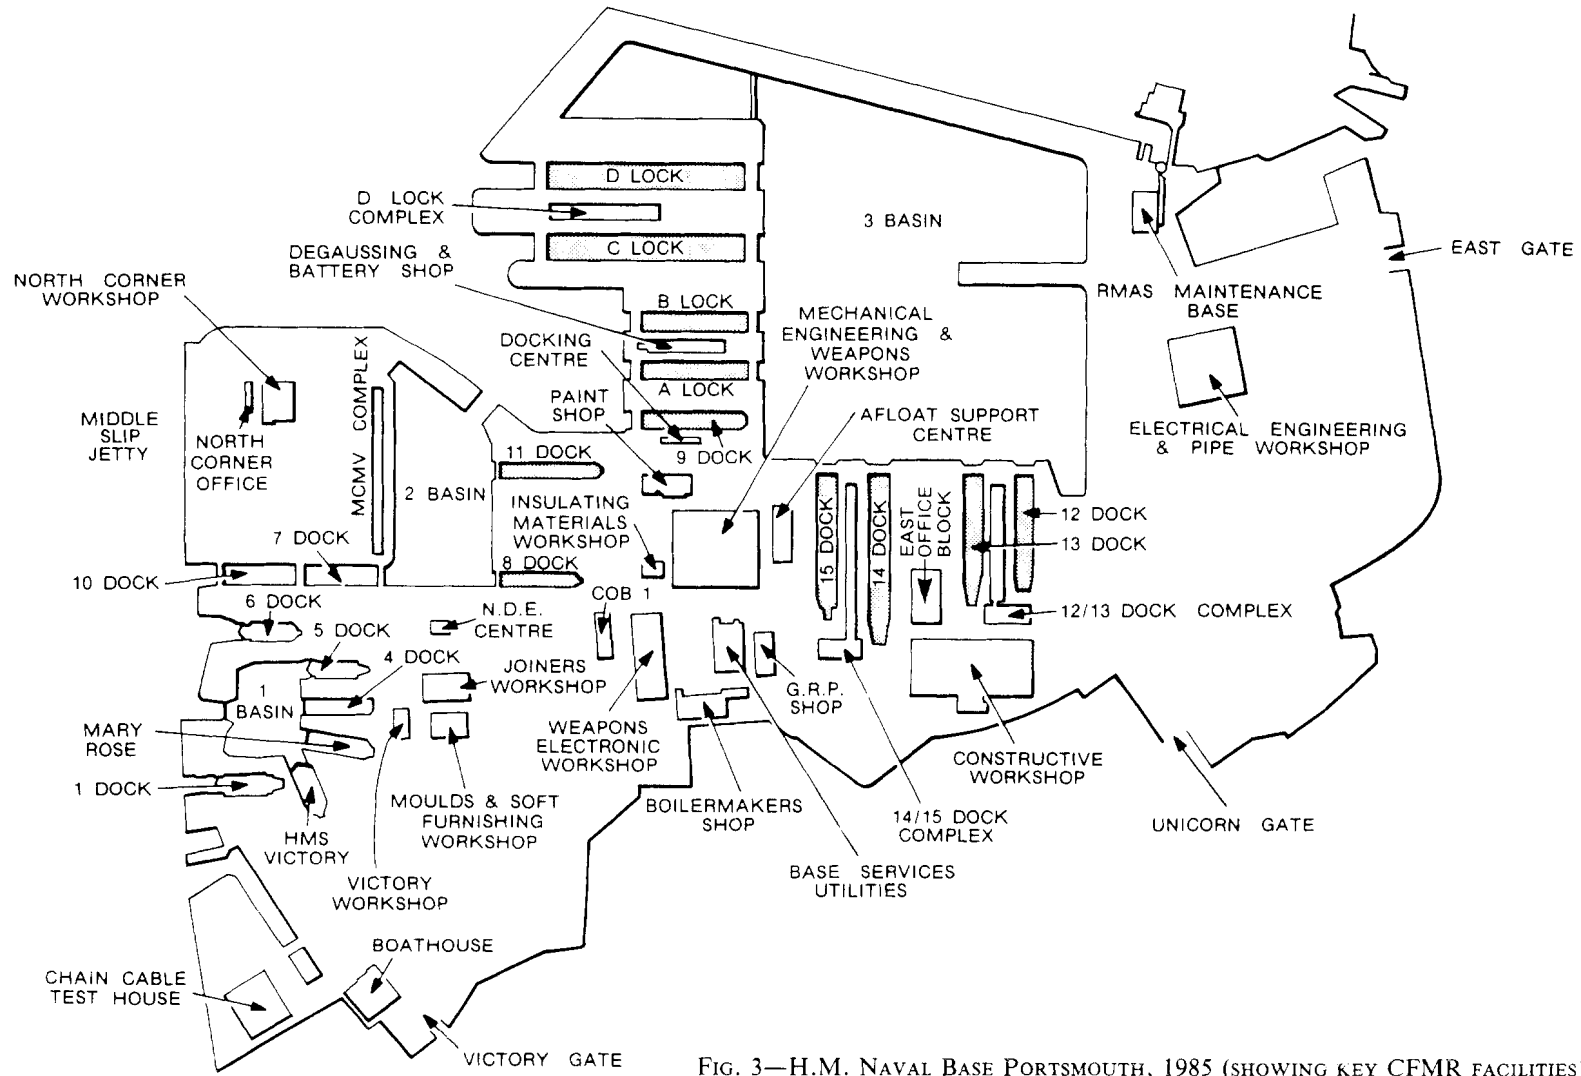 D LOCK
D LOCK
COMPLEX
C LOCK
3 BASIN
EAST GATE
DEGAUSSING &
BATTERY SHOP
NORTH CORNER
WORKSHOP
B LOCK
RMAS MAINTENANCE
BASE
MECHANICAL
ENGINEERING &
WEAPONS
WORKSHOP
DOCKING
CENTRE
A LOCK
PAINT
SHOP
MCMV COMPLEX
MIDDLE
SLIP
JETTY
NORTH
CORNER
OFFICE
AFLOAT SUPPORT
CENTRE
ELECTRICAL ENGINEERING
& PIPE WORKSHOP
11 DOCK
9 DOCK
2 BASIN
INSULATING
MATERIALS
WORKSHOP
15 DOCK
14 DOCK
EAST
OFFICE
BLOCK
12 DOCK
13 DOCK
7 DOCK
8 DOCK
10 DOCK
6 DOCK
COB 1
N.D.E.
CENTRE
12/13 DOCK COMPLEX
5 DOCK
4 DOCK
JOINERS
WORKSHOP
1
BASIN
G.R.P.
SHOP
MARY
ROSE
WEAPONS
ELECTRONIC
WORKSHOP
CONSTRUCTIVE
WORKSHOP
1 DOCK
MOULDS & SOFT
FURNISHING
WORKSHOP
BOILERMAKERS
SHOP
14/15 DOCK
COMPLEX
UNICORN GATE
HMS
VICTORY
VICTORY
WORKSHOP
BASE SERVICES
UTILITIES
BOATHOUSE
CHAIN CABLE
TEST HOUSE
VICTORY GATE
FIG. 3—H.M. NAVAL BASE PORTSMOUTH, 1985 (SHOWING KEY CFMR FACILITIES)